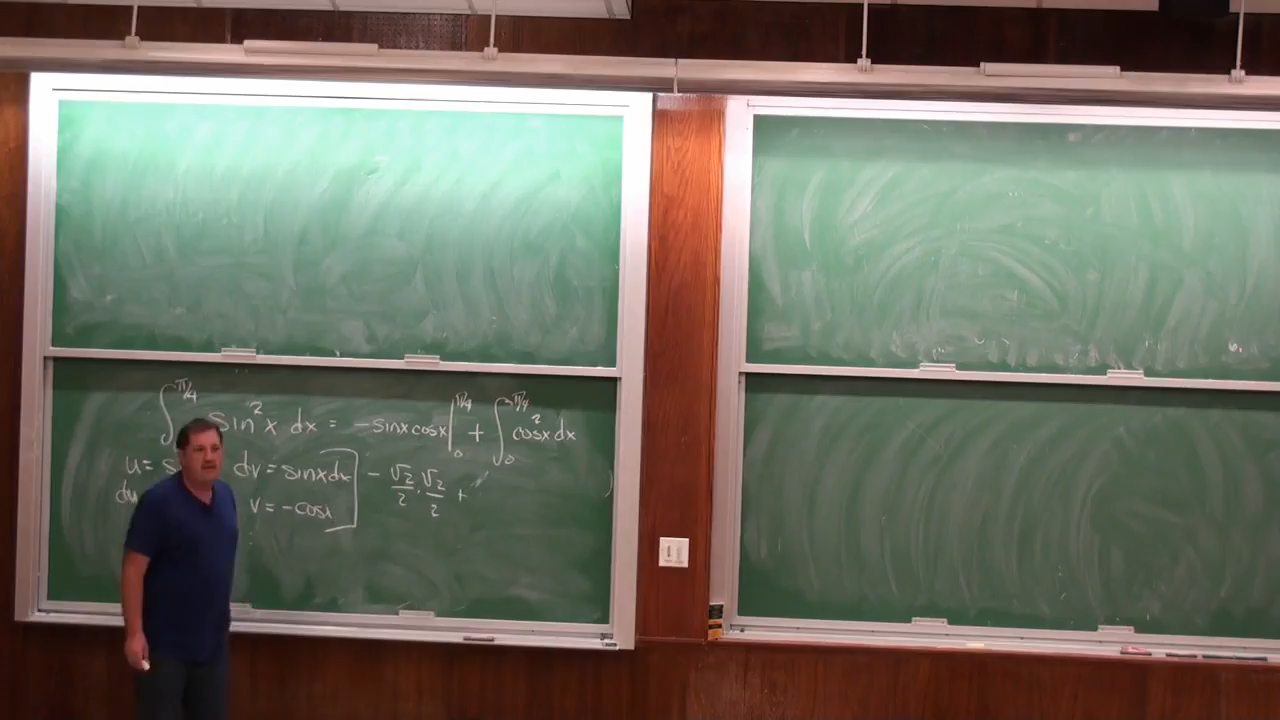 ∫ π/4 sin²x dx = -sinx cosx |₀^π/4 + ∫₀^π/4 cos²x dx
u = s dv = sinx dx - √2/2 · √2/2 +
du v = -cosx